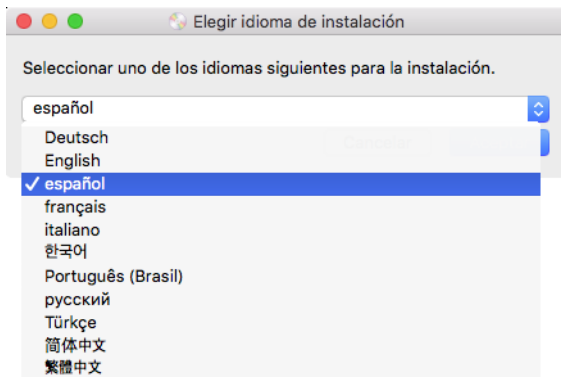 Elegir idioma de instalación
Seleccionar uno de los idiomas siguientes para la instalación.
español
Cancelar
Deutsch
English
✓ español
français
italiano
한국어
Português (Brasil)
русский
Türkçe
简体中文
繁體中文